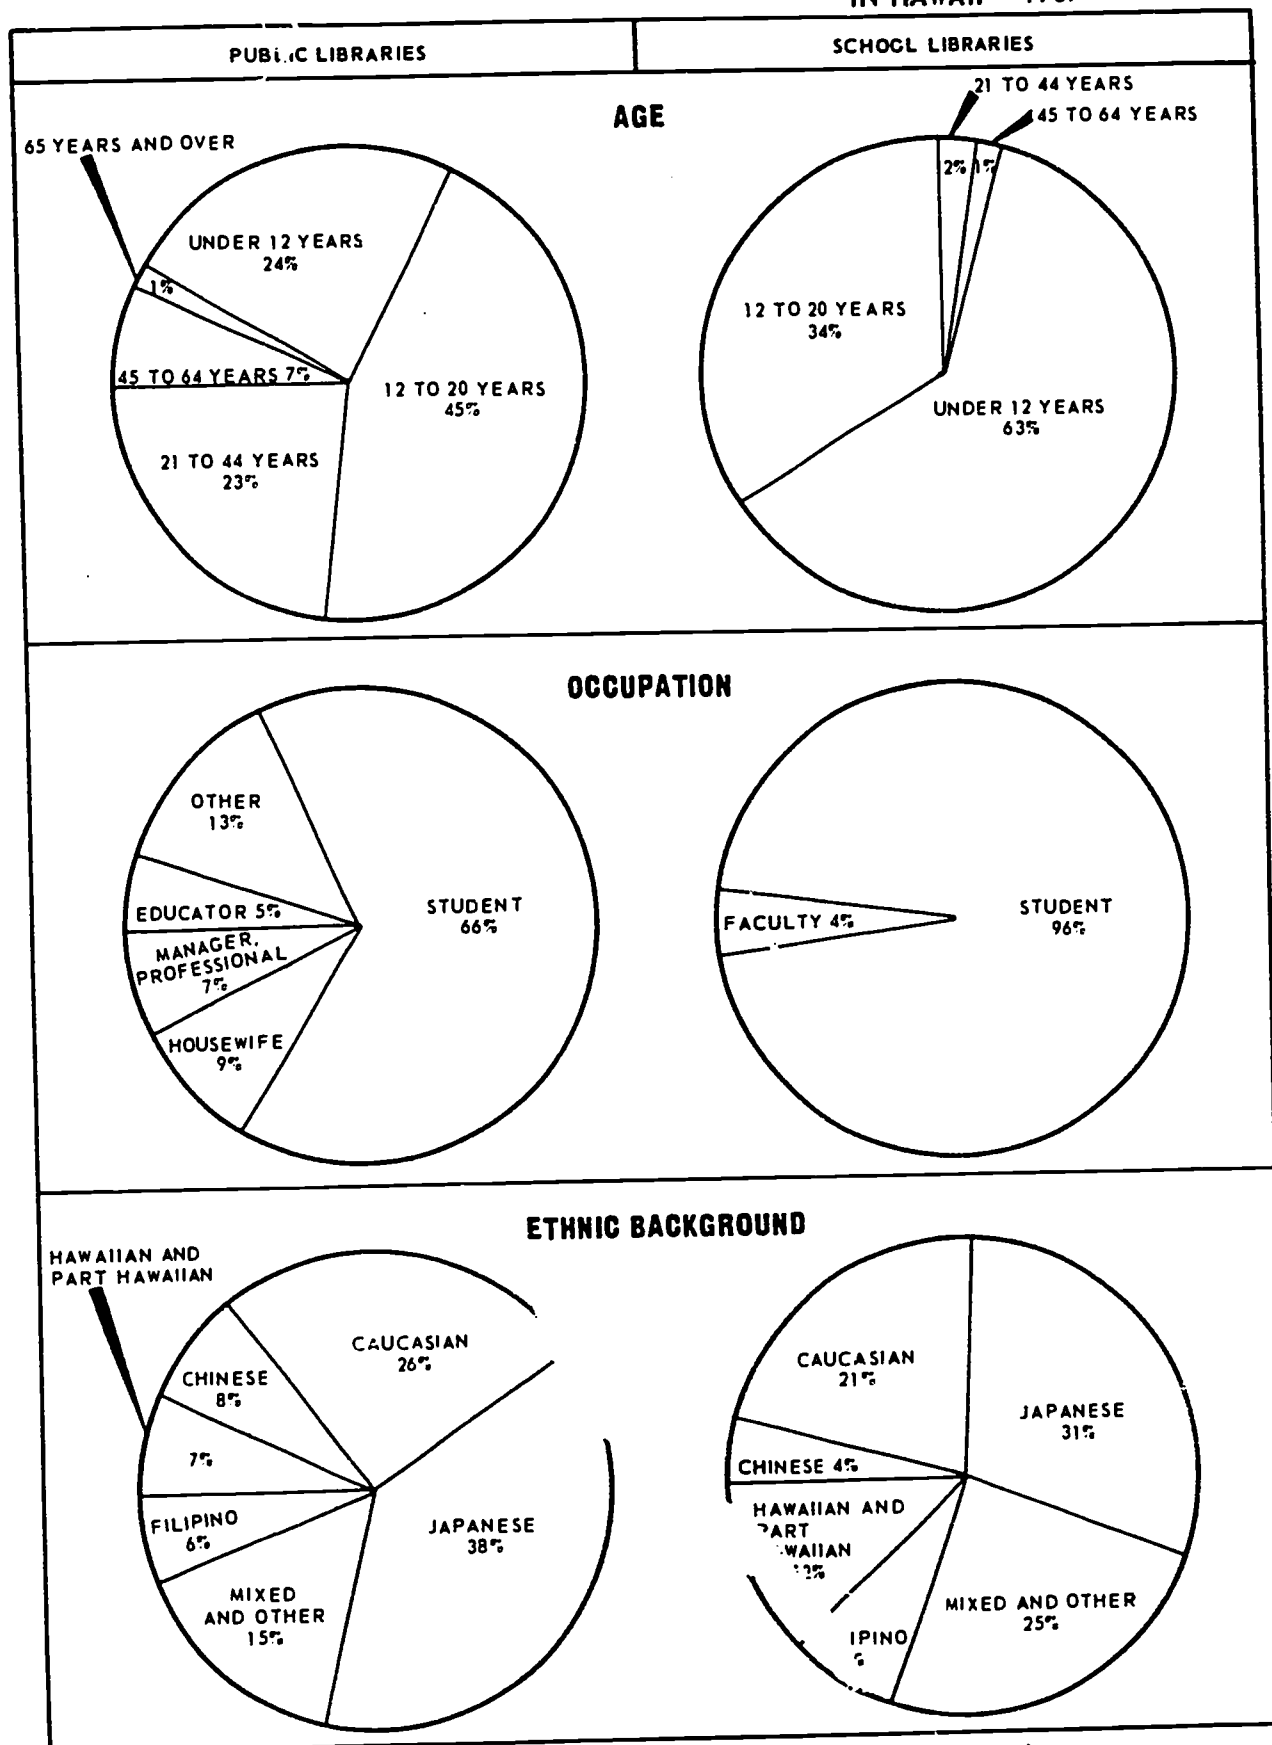 IN HAWAII
PUBLIC LIBRARIES
SCHOOL LIBRARIES
AGE
65 YEARS AND OVER
UNDER 12 YEARS
24%
1%
45 TO 64 YEARS 7%
12 TO 20 YEARS
45%
21 TO 44 YEARS
23%
21 TO 44 YEARS
45 TO 64 YEARS
2%
1%
12 TO 20 YEARS
34%
UNDER 12 YEARS
63%
OCCUPATION
OTHER
13%
EDUCATOR 5%
MANAGER,
PROFESSIONAL
7%
HOUSEWIFE
9%
STUDENT
66%
FACULTY 4%
STUDENT
96%
ETHNIC BACKGROUND
HAWAIIAN AND
PART HAWAIIAN
CAUCASIAN
26%
CHINESE
8%
7%
FILIPINO
6%
MIXED
AND OTHER
15%
JAPANESE
38%
CAUCASIAN
21%
JAPANESE
31%
CHINESE 4%
HAWAIIAN AND
PART
WAIIAN
MIXED AND OTHER
25%
IPINO
%